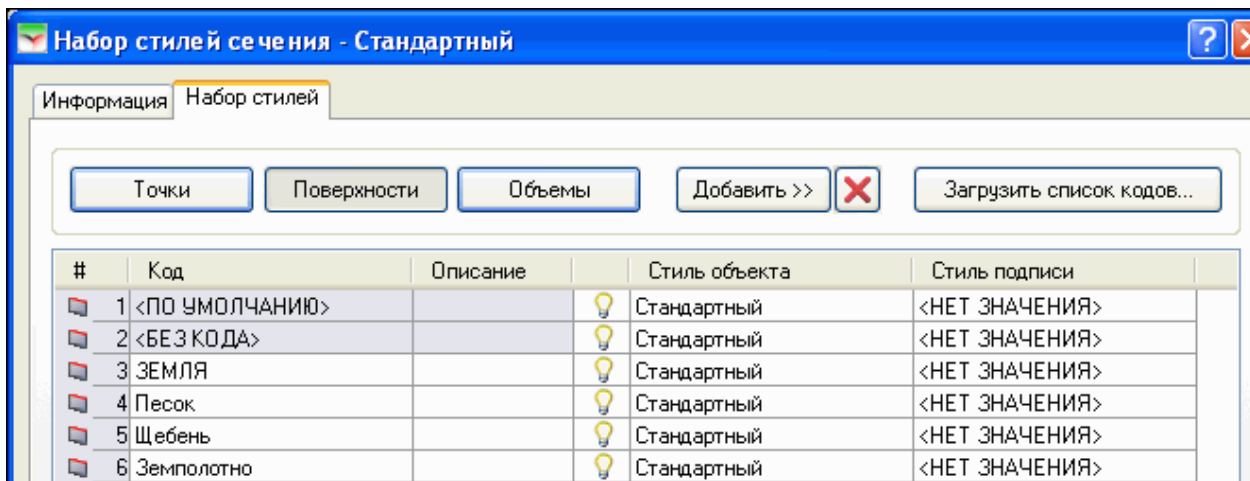 Набор стилей сечения - Стандартный
Информация Набор стилей
Точки Поверхности Объемы Добавить >> Загрузить список кодов...
# Код Описание Стиль объекта Стиль подписи
1 <ПО УМОЛЧАНИЮ> Стандартный <НЕТ ЗНАЧЕНИЯ>
2 <БЕЗ КОДА> Стандартный <НЕТ ЗНАЧЕНИЯ>
3 ЗЕМЛЯ Стандартный <НЕТ ЗНАЧЕНИЯ>
4 Песок Стандартный <НЕТ ЗНАЧЕНИЯ>
5 Щебень Стандартный <НЕТ ЗНАЧЕНИЯ>
6 Земполотно Стандартный <НЕТ ЗНАЧЕНИЯ>